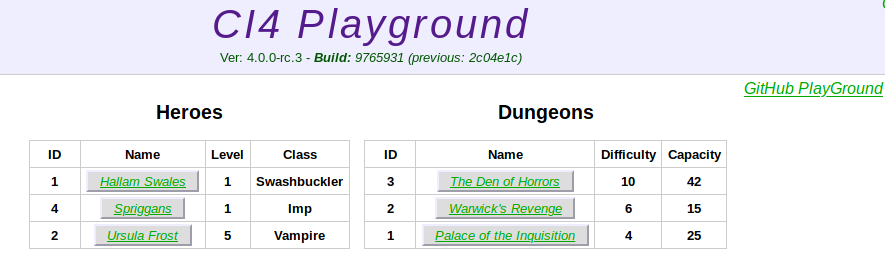 CI4 Playground
Ver: 4.0.0-rc.3 - Build: 9765931 (previous: 2c04e1c)
GitHub PlayGround
Heroes
ID Name Level Class
1 Hallam Swales 1 Swashbuckler
4 Spriggans 1 Imp
2 Ursula Frost 5 Vampire
Dungeons
ID Name Difficulty Capacity
3 The Den of Horrors 10 42
2 Warwick's Revenge 6 15
1 Palace of the Inquisition 4 25